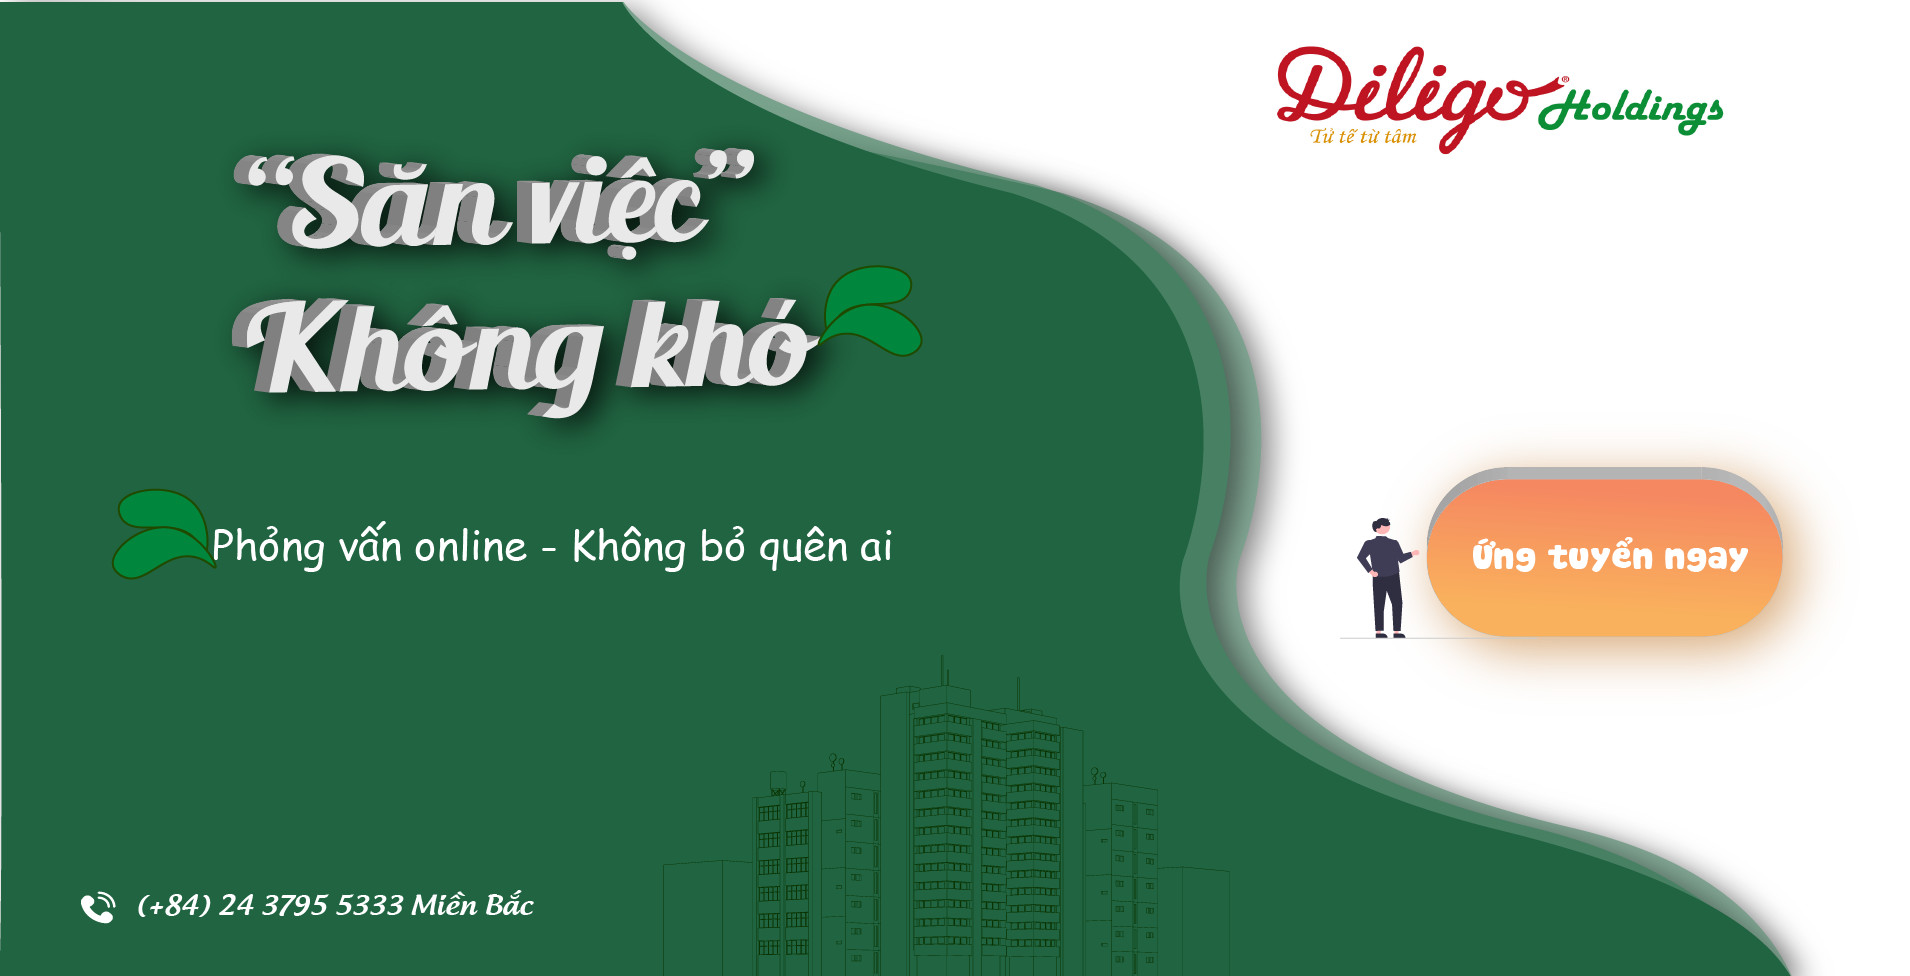 Diligo® Holdings
Tử tế từ tâm
“Săn việc”
Không khó
Phỏng vấn online - Không bỏ quên ai
Ứng tuyển ngay
(+84) 24 3795 5333 Miền Bắc